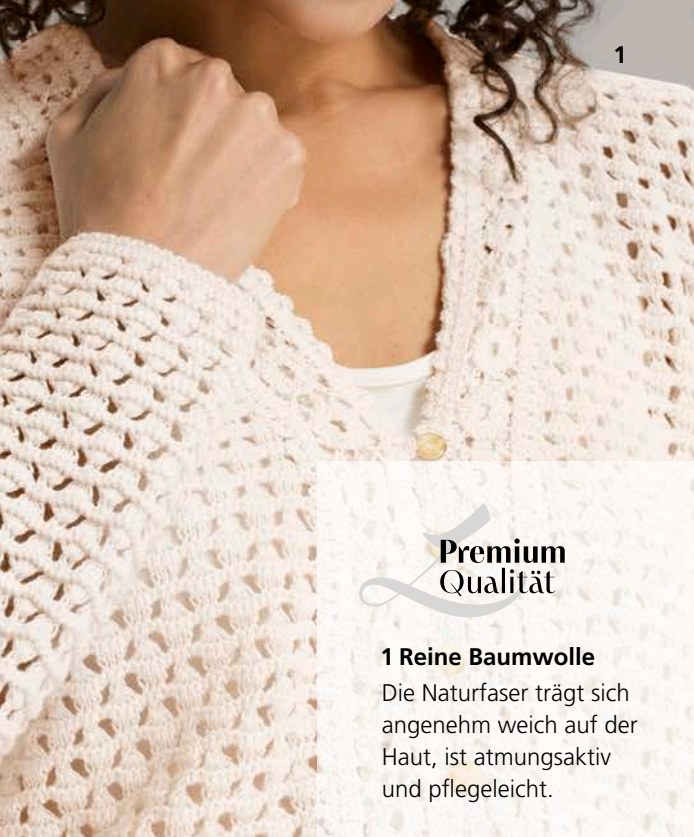 1
Premium
Qualität
1 Reine Baumwolle
Die Naturfaser trägt sich
angenehm weich auf der
Haut, ist atmungsaktiv
und pflegeleicht.